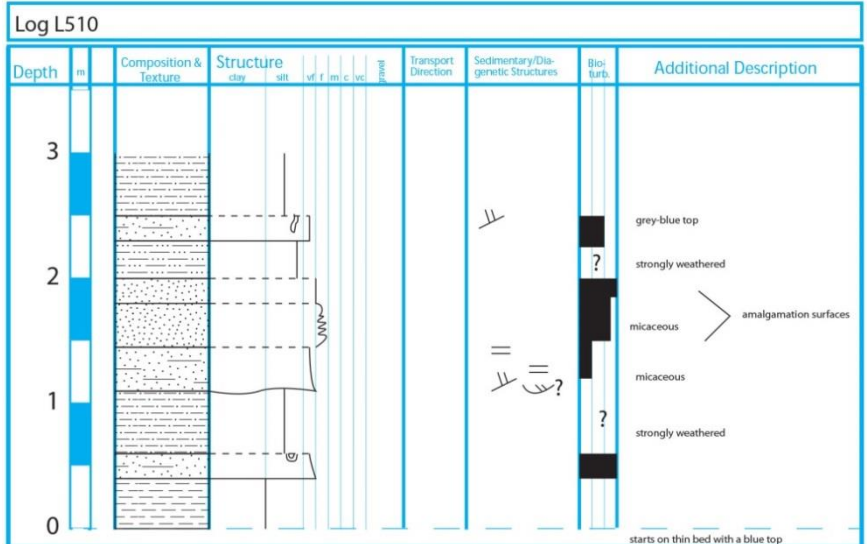 Log L510
Depth
m
Composition &
Texture
Structure
clay silt vf f m c vc gravel
Transport
Direction
Sedimentary/Dia-
genetic Structures
Bio-
turb.
Additional Description
3
grey-blue top
?
strongly weathered
2
amalgamation surfaces
micaceous
?
micaceous
1
?
strongly weathered
0
starts on thin bed with a blue top